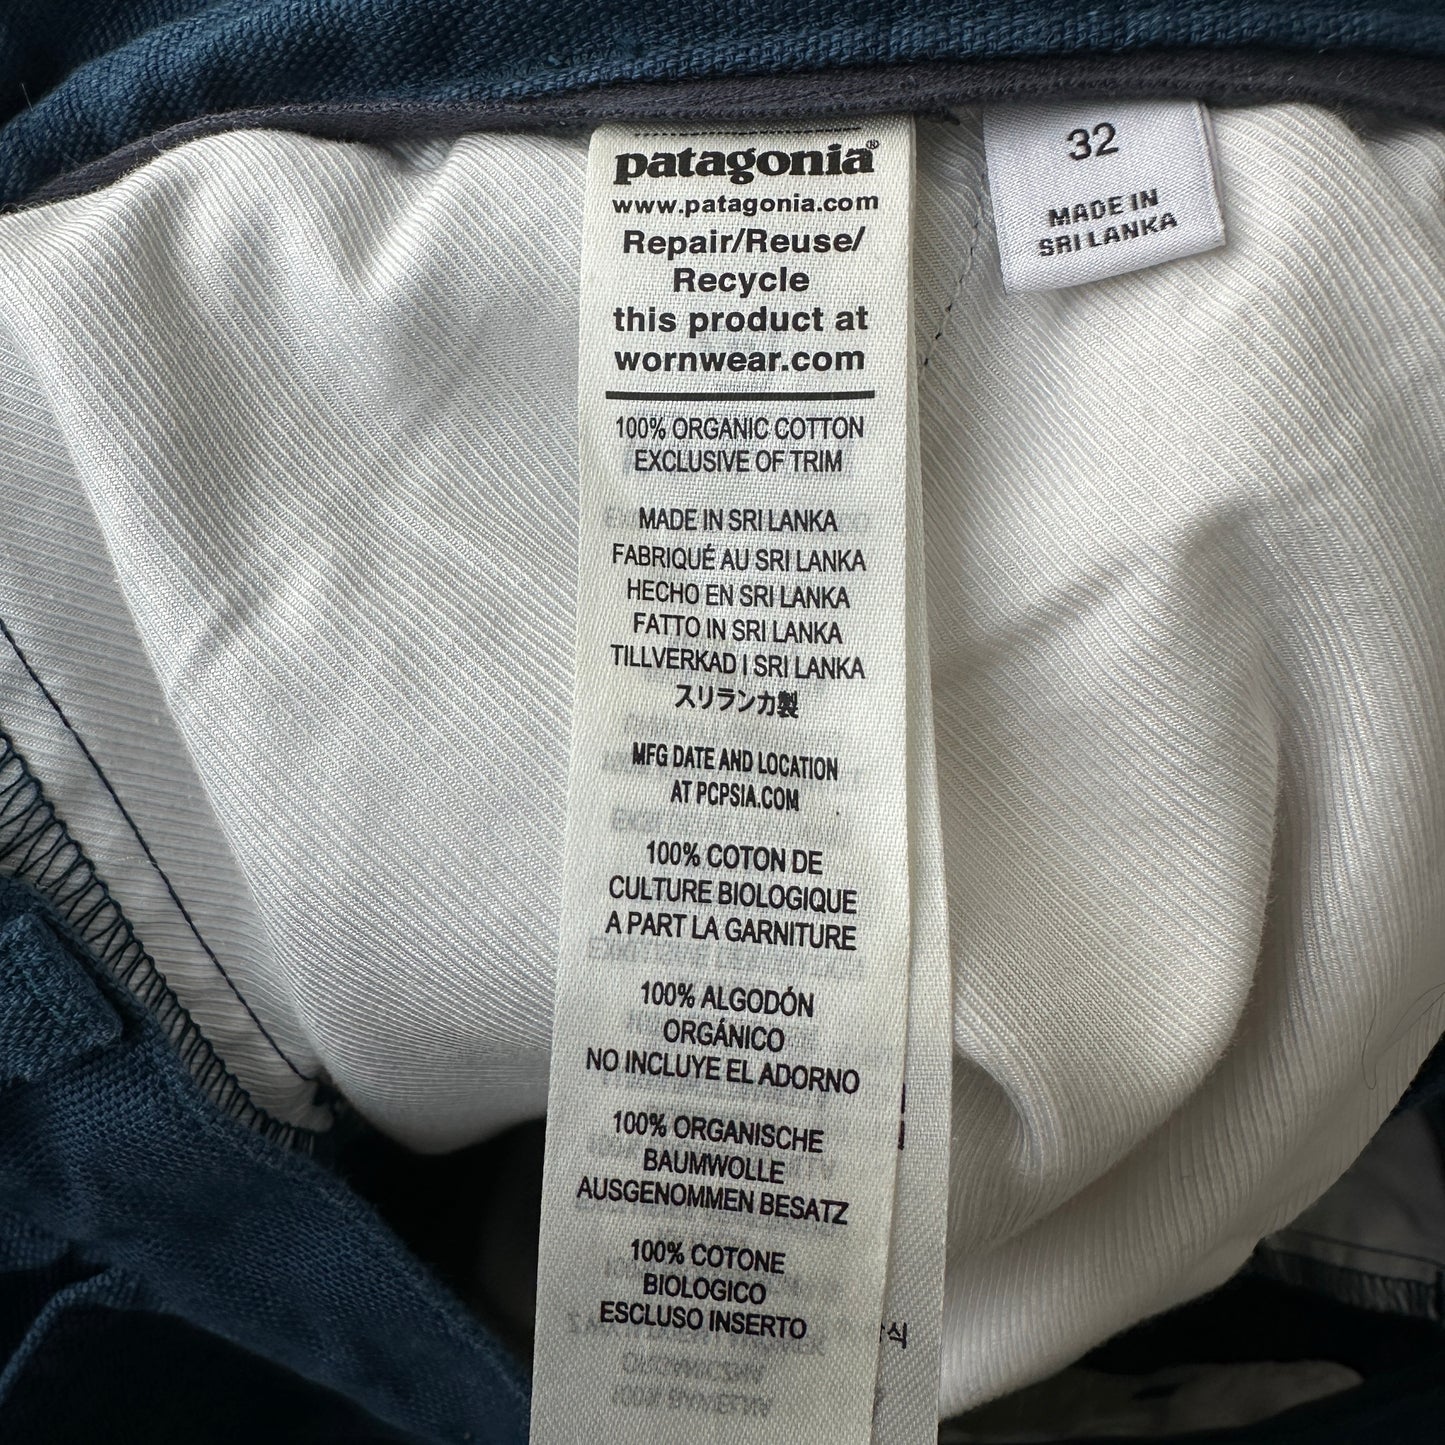 patagonia®
www.patagonia.com
Repair/Reuse/
Recycle
this product at
wornwear.com
100% ORGANIC COTTON
EXCLUSIVE OF TRIM
MADE IN SRI LANKA
FABRIQUÉ AU SRI LANKA
HECHO EN SRI LANKA
FATTO IN SRI LANKA
TILLVERKAD I SRI LANKA
スリランカ製
MFG DATE AND LOCATION
AT PCPSIA.COM
100% COTON DE
CULTURE BIOLOGIQUE
A PART LA GARNITURE
100% ALGODÓN
ORGÁNICO
NO INCLUYE EL ADORNO
100% ORGANISCHE
BAUMWOLLE
AUSGENOMMEN BESATZ
100% COTONE
BIOLOGICO
ESCLUSO INSERTO
32
MADE IN
SRI LANKA
식